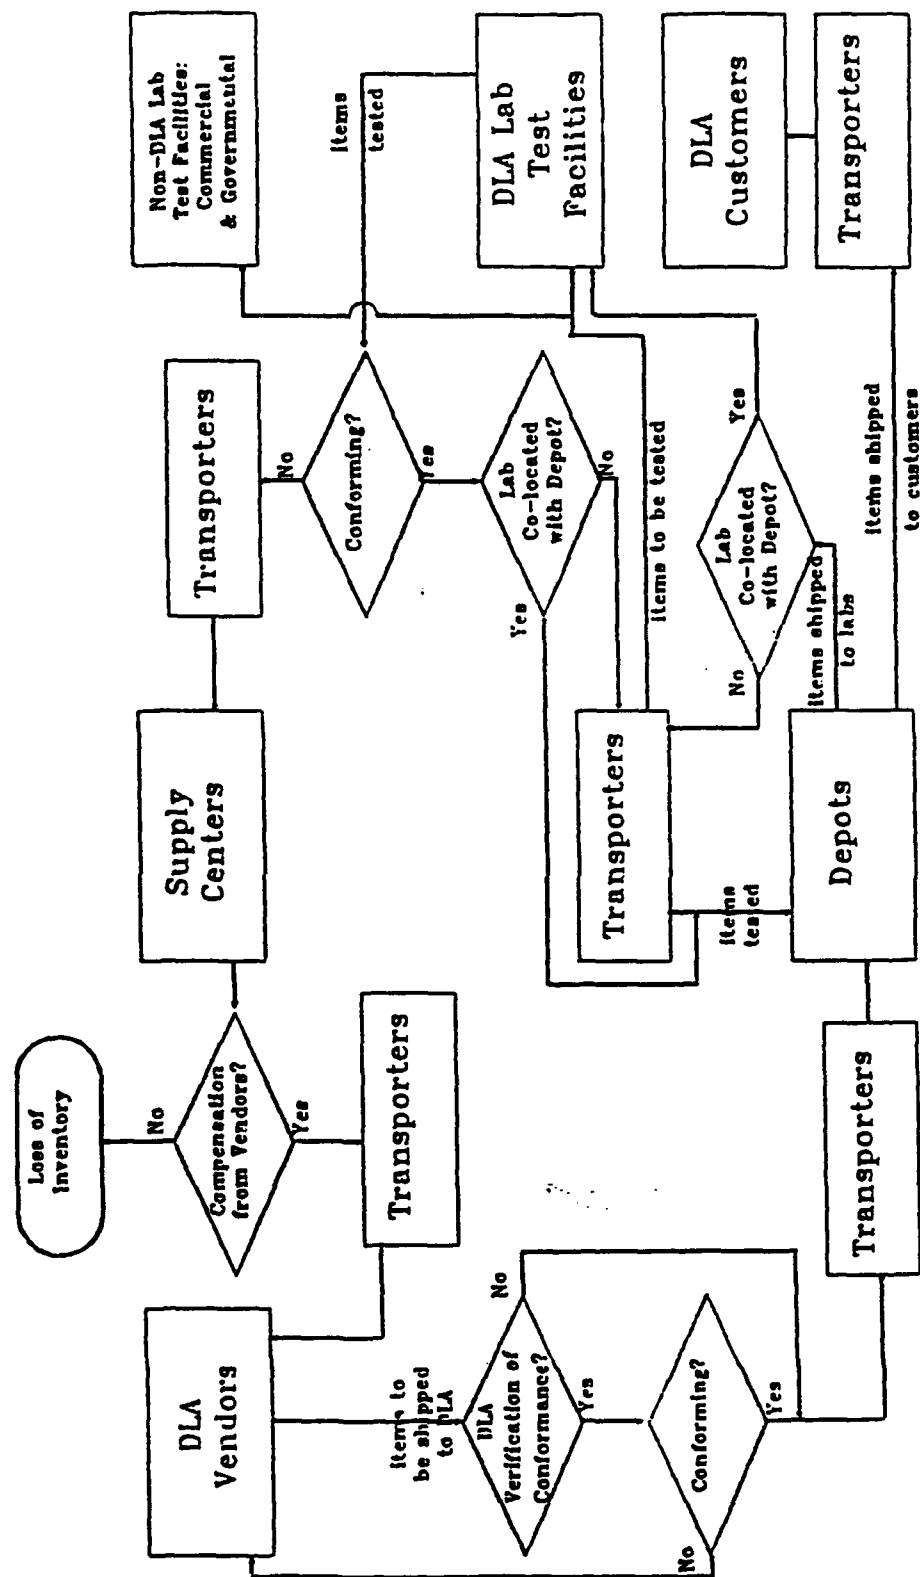 Loss of
Inventory
No
DLA
Vendors
Compensation
from Vendors?
Yes
Supply
Centers
Transporters
Non-DLA Lab
Test Facilities:
Commercial
& Governmental
No
Conforming?
Yes
Items
tested
Transporters
Items to
be shipped
to DLA
DLA
Verification of
Conformance?
No
Yes
Lab
Co-located
with Depot?
Yes
No
DLA Lab
Test
Facilities
Transporters
Items to be tested
Conforming?
No
Yes
Items
tested
No
Lab
Co-located
with Depot?
Yes
DLA
Customers
Items shipped
to labs
Transporters
Depots
Items shipped
to customers
Transporters